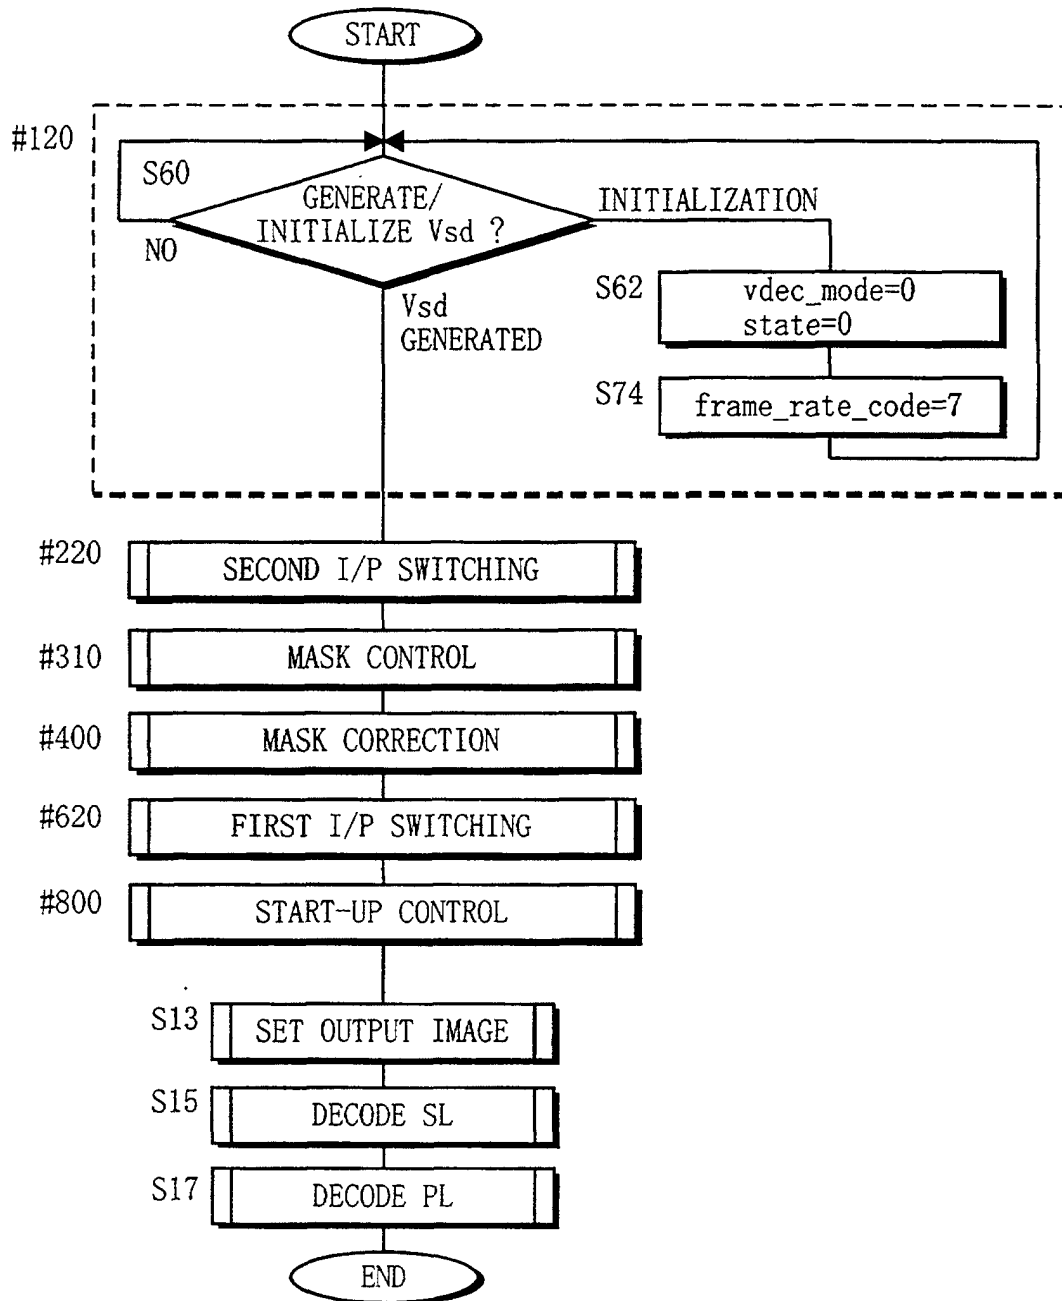 START
#120
S60
GENERATE/
INITIALIZE Vsd ?
INITIALIZATION
NO
Vsd
GENERATED
S62
vdec_mode=0
state=0
S74
frame_rate_code=7
#220
SECOND I/P SWITCHING
#310
MASK CONTROL
#400
MASK CORRECTION
#620
FIRST I/P SWITCHING
#800
START-UP CONTROL
S13
SET OUTPUT IMAGE
S15
DECODE SL
S17
DECODE PL
END